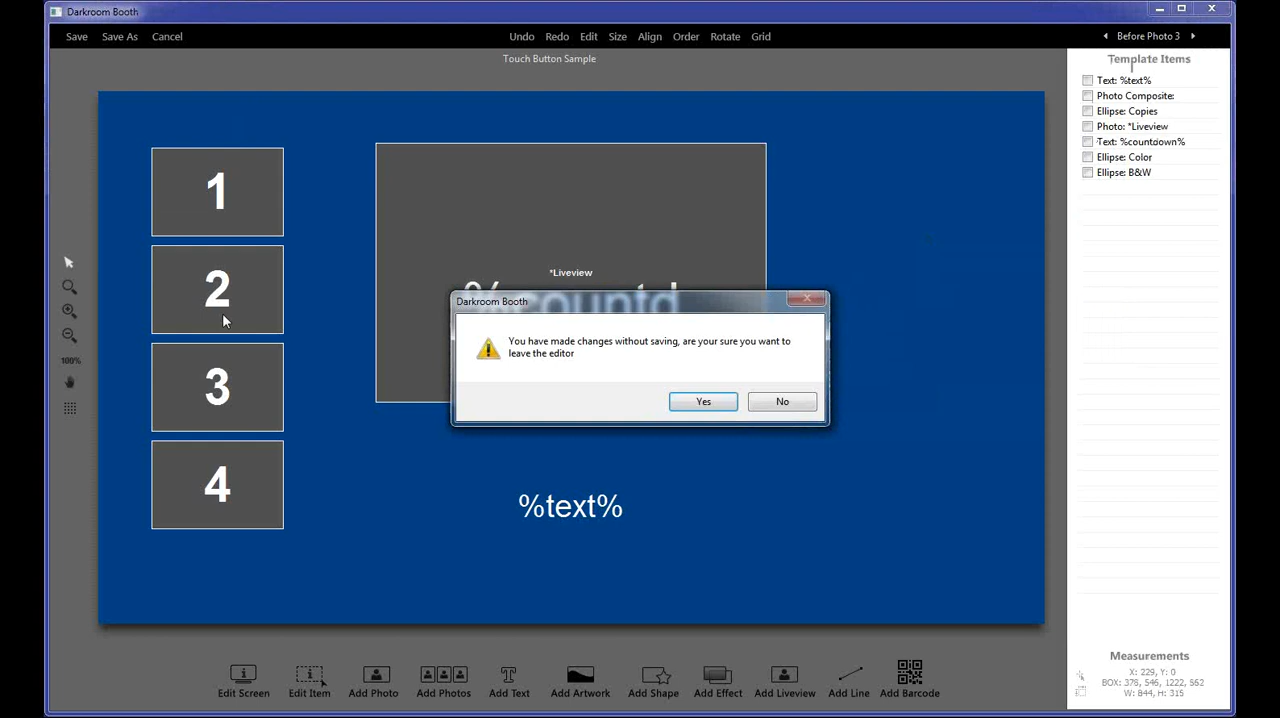 Darkroom Booth
Save Save As Cancel Undo Redo Edit Size Align Order Rotate Grid Before Photo 3
Touch Button Sample
Template Items
Text: %text%
Photo Composite:
Ellipse: Copies
Photo: *Liveview
Text: %countdown%
Ellipse: Color
Ellipse: B&W
1
2
3
4
*Liveview
Darkroom Booth
You have made changes without saving, are your sure you want to
leave the editor
Yes No
100%
%text%
Edit Screen Edit Item Add Photo Add Photos Add Text Add Artwork Add Shape Add Effect Add Liveview Add Line Add Barcode
Measurements
X: 229, Y: 0
BOX: 378, 546, 1222, 862
W: 844, H: 315